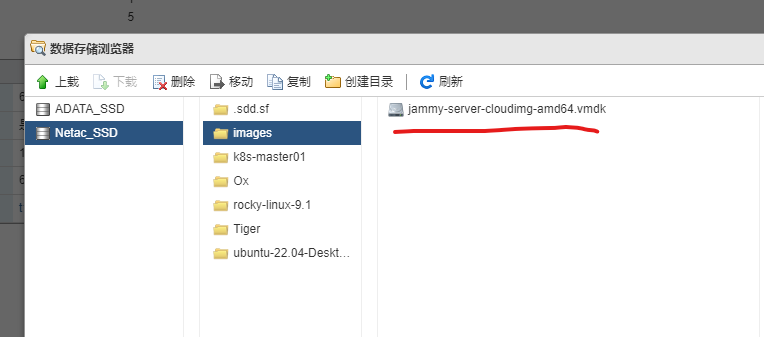 5
数据存储浏览器
上载 下载 删除 移动 复制 创建目录 刷新
ADATA_SSD
Netac_SSD
.sdd.sf
images
k8s-master01
Ox
rocky-linux-9.1
Tiger
ubuntu-22.04-Deskt...
jammy-server-cloudimg-amd64.vmdk
6
1
6
t